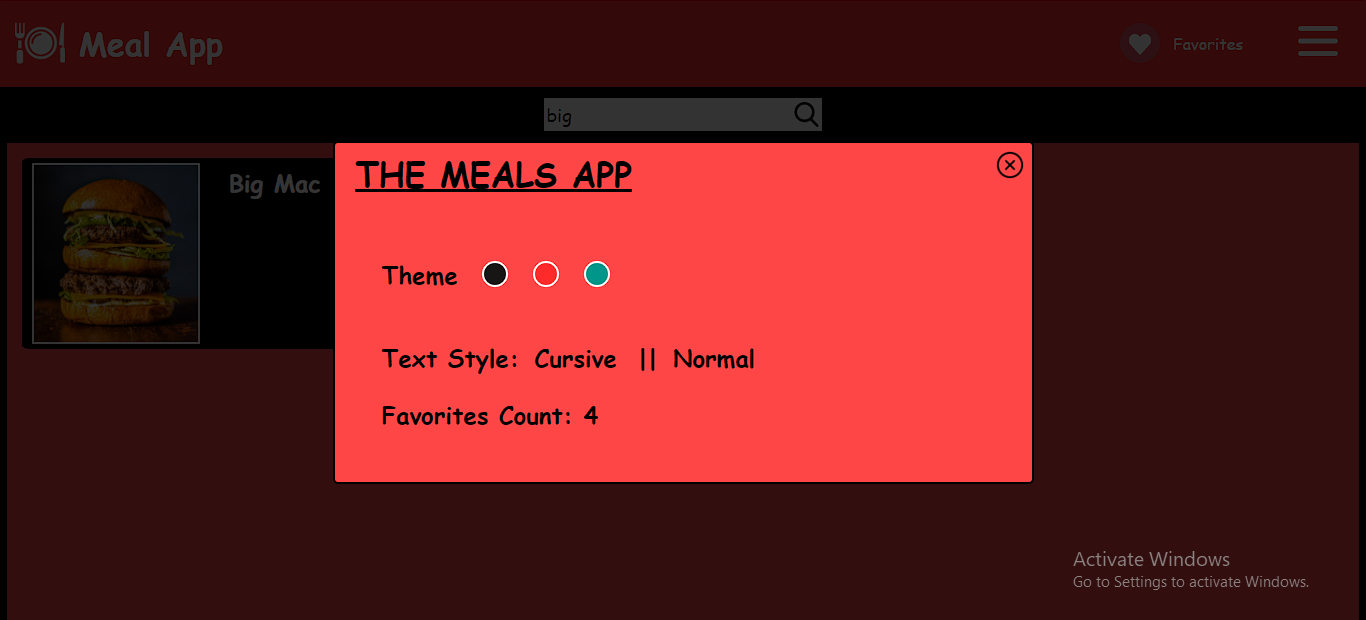 Meal App
Favorites
big
Big Mac
THE MEALS APP
Theme
Text Style: Cursive || Normal
Favorites Count: 4
Activate Windows
Go to Settings to activate Windows.